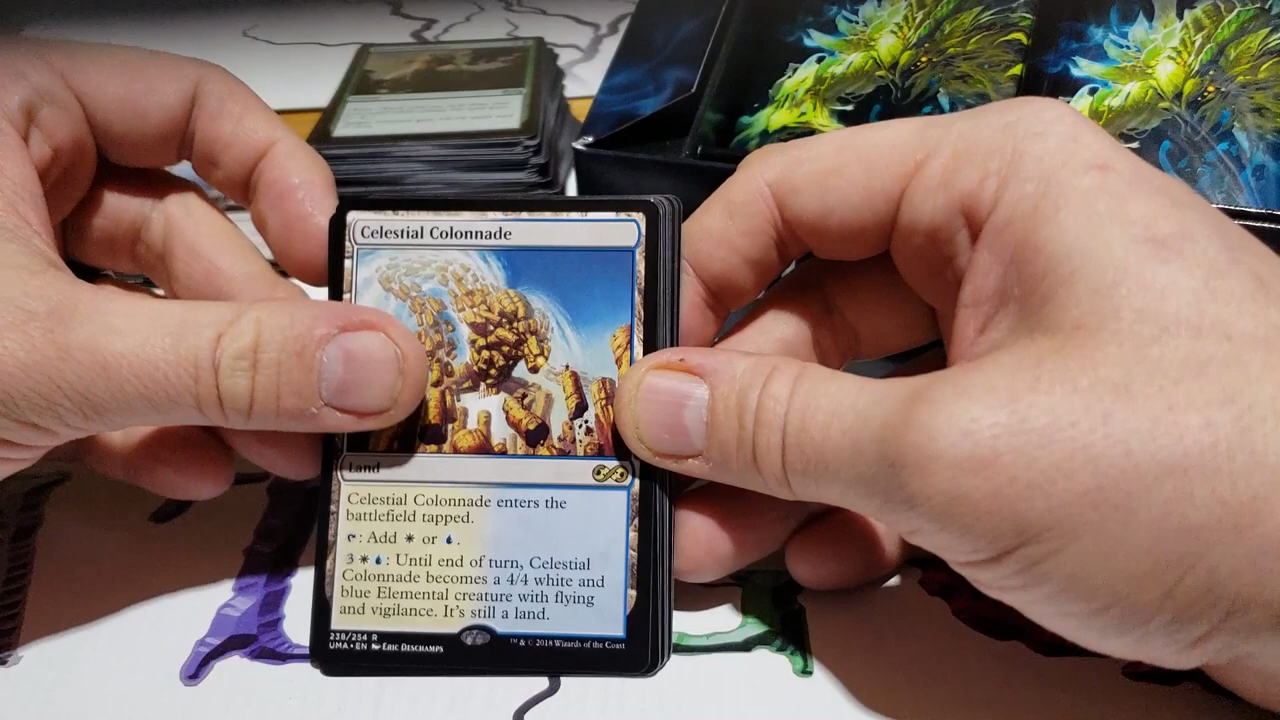 Celestial Colonnade
Land
Celestial Colonnade enters the
battlefield tapped.
: Add or .
3 : Until end of turn, Celestial
Colonnade becomes a 4/4 white and
blue Elemental creature with flying
and vigilance. It's still a land.
238/254 R
UMA • EN Eric Deschamps
™ & © 2018 Wizards of the Coast